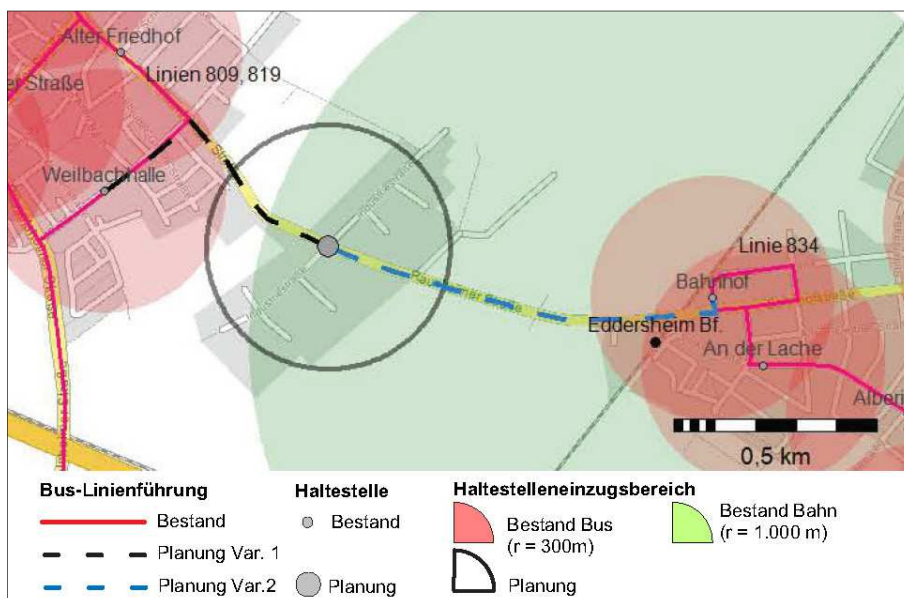 Alter Friedhof
Linien 809, 819
er Straße
Weilbachhalle
Linie 834
Bahnhof
Eddersheim Bf.
An der Lache
Alberi
0,5 km
Bus-Linienführung
Haltestelle
Haltestelleneinzugsbereich
Bestand
Bestand
Bestand Bus
(r = 300m)
Bestand Bahn
(r = 1.000 m)
Planung Var. 1
Planung Var.2
Planung
Planung